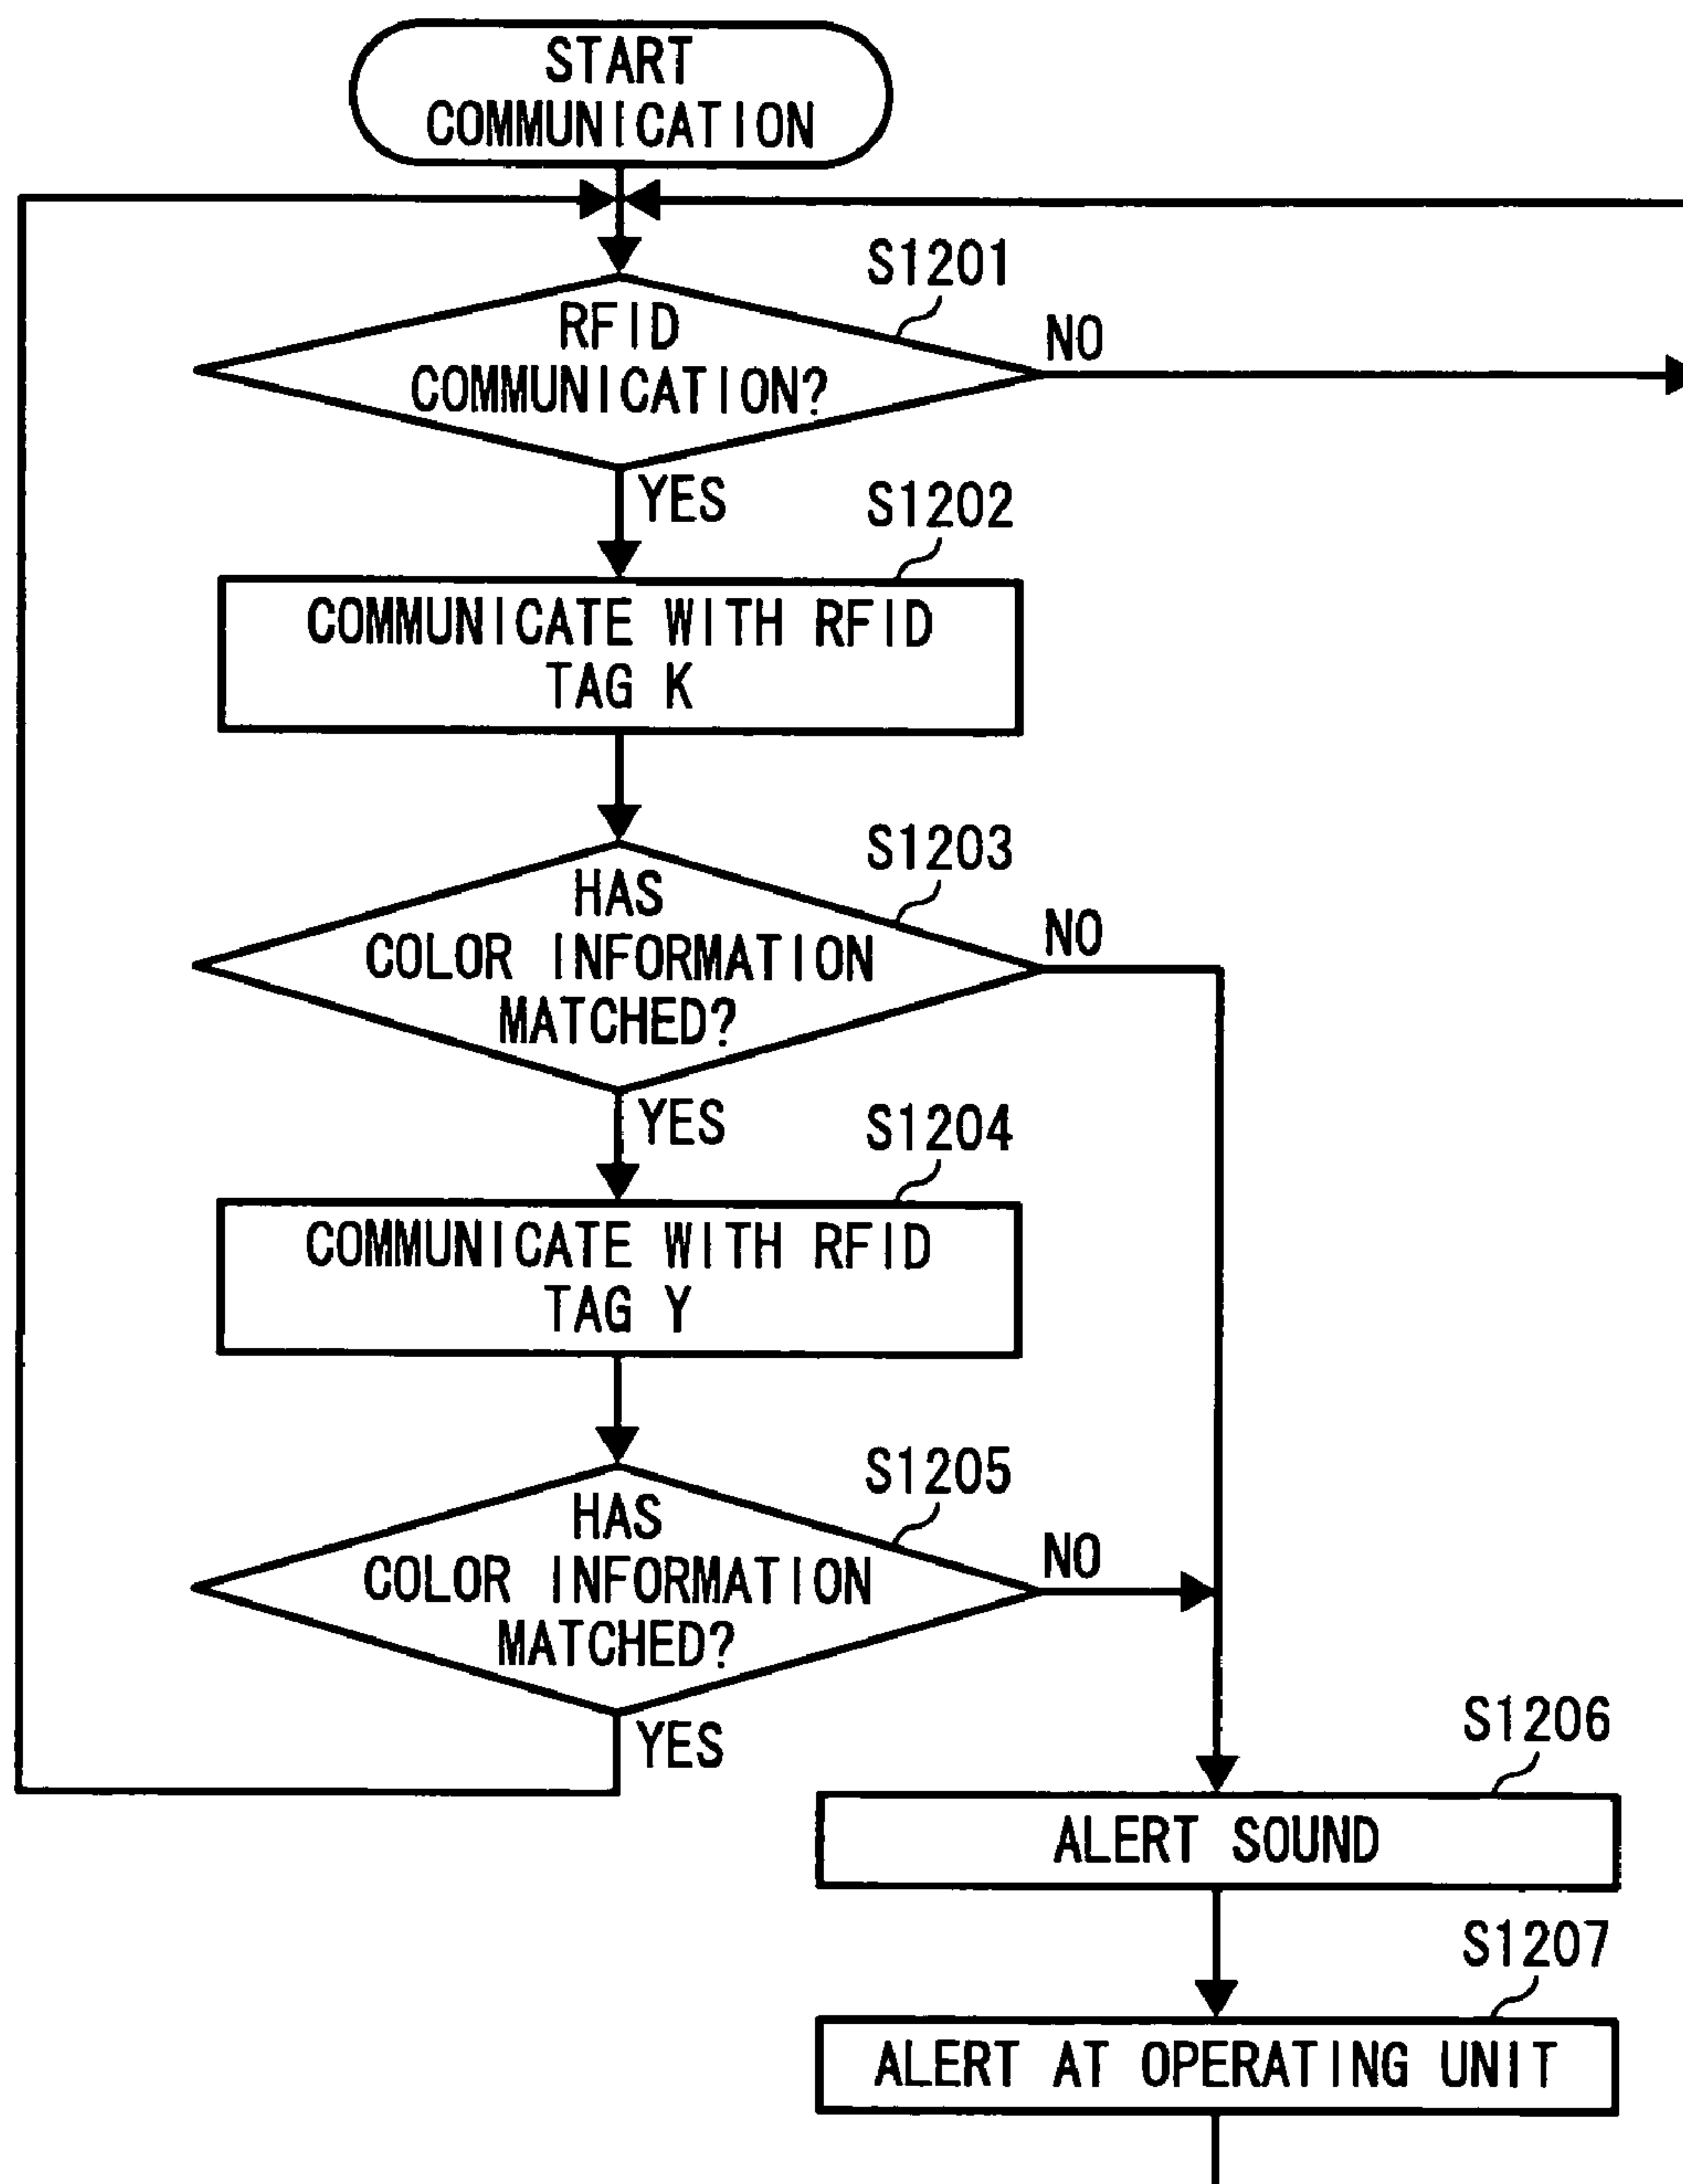 START
COMMUNICATION
S1201
RFID
COMMUNICATION?
NO
YES
S1202
COMMUNICATE WITH RFID
TAG K
S1203
HAS
COLOR INFORMATION
MATCHED?
NO
YES
S1204
COMMUNICATE WITH RFID
TAG Y
S1205
HAS
COLOR INFORMATION
MATCHED?
NO
YES
S1206
ALERT SOUND
S1207
ALERT AT OPERATING UNIT